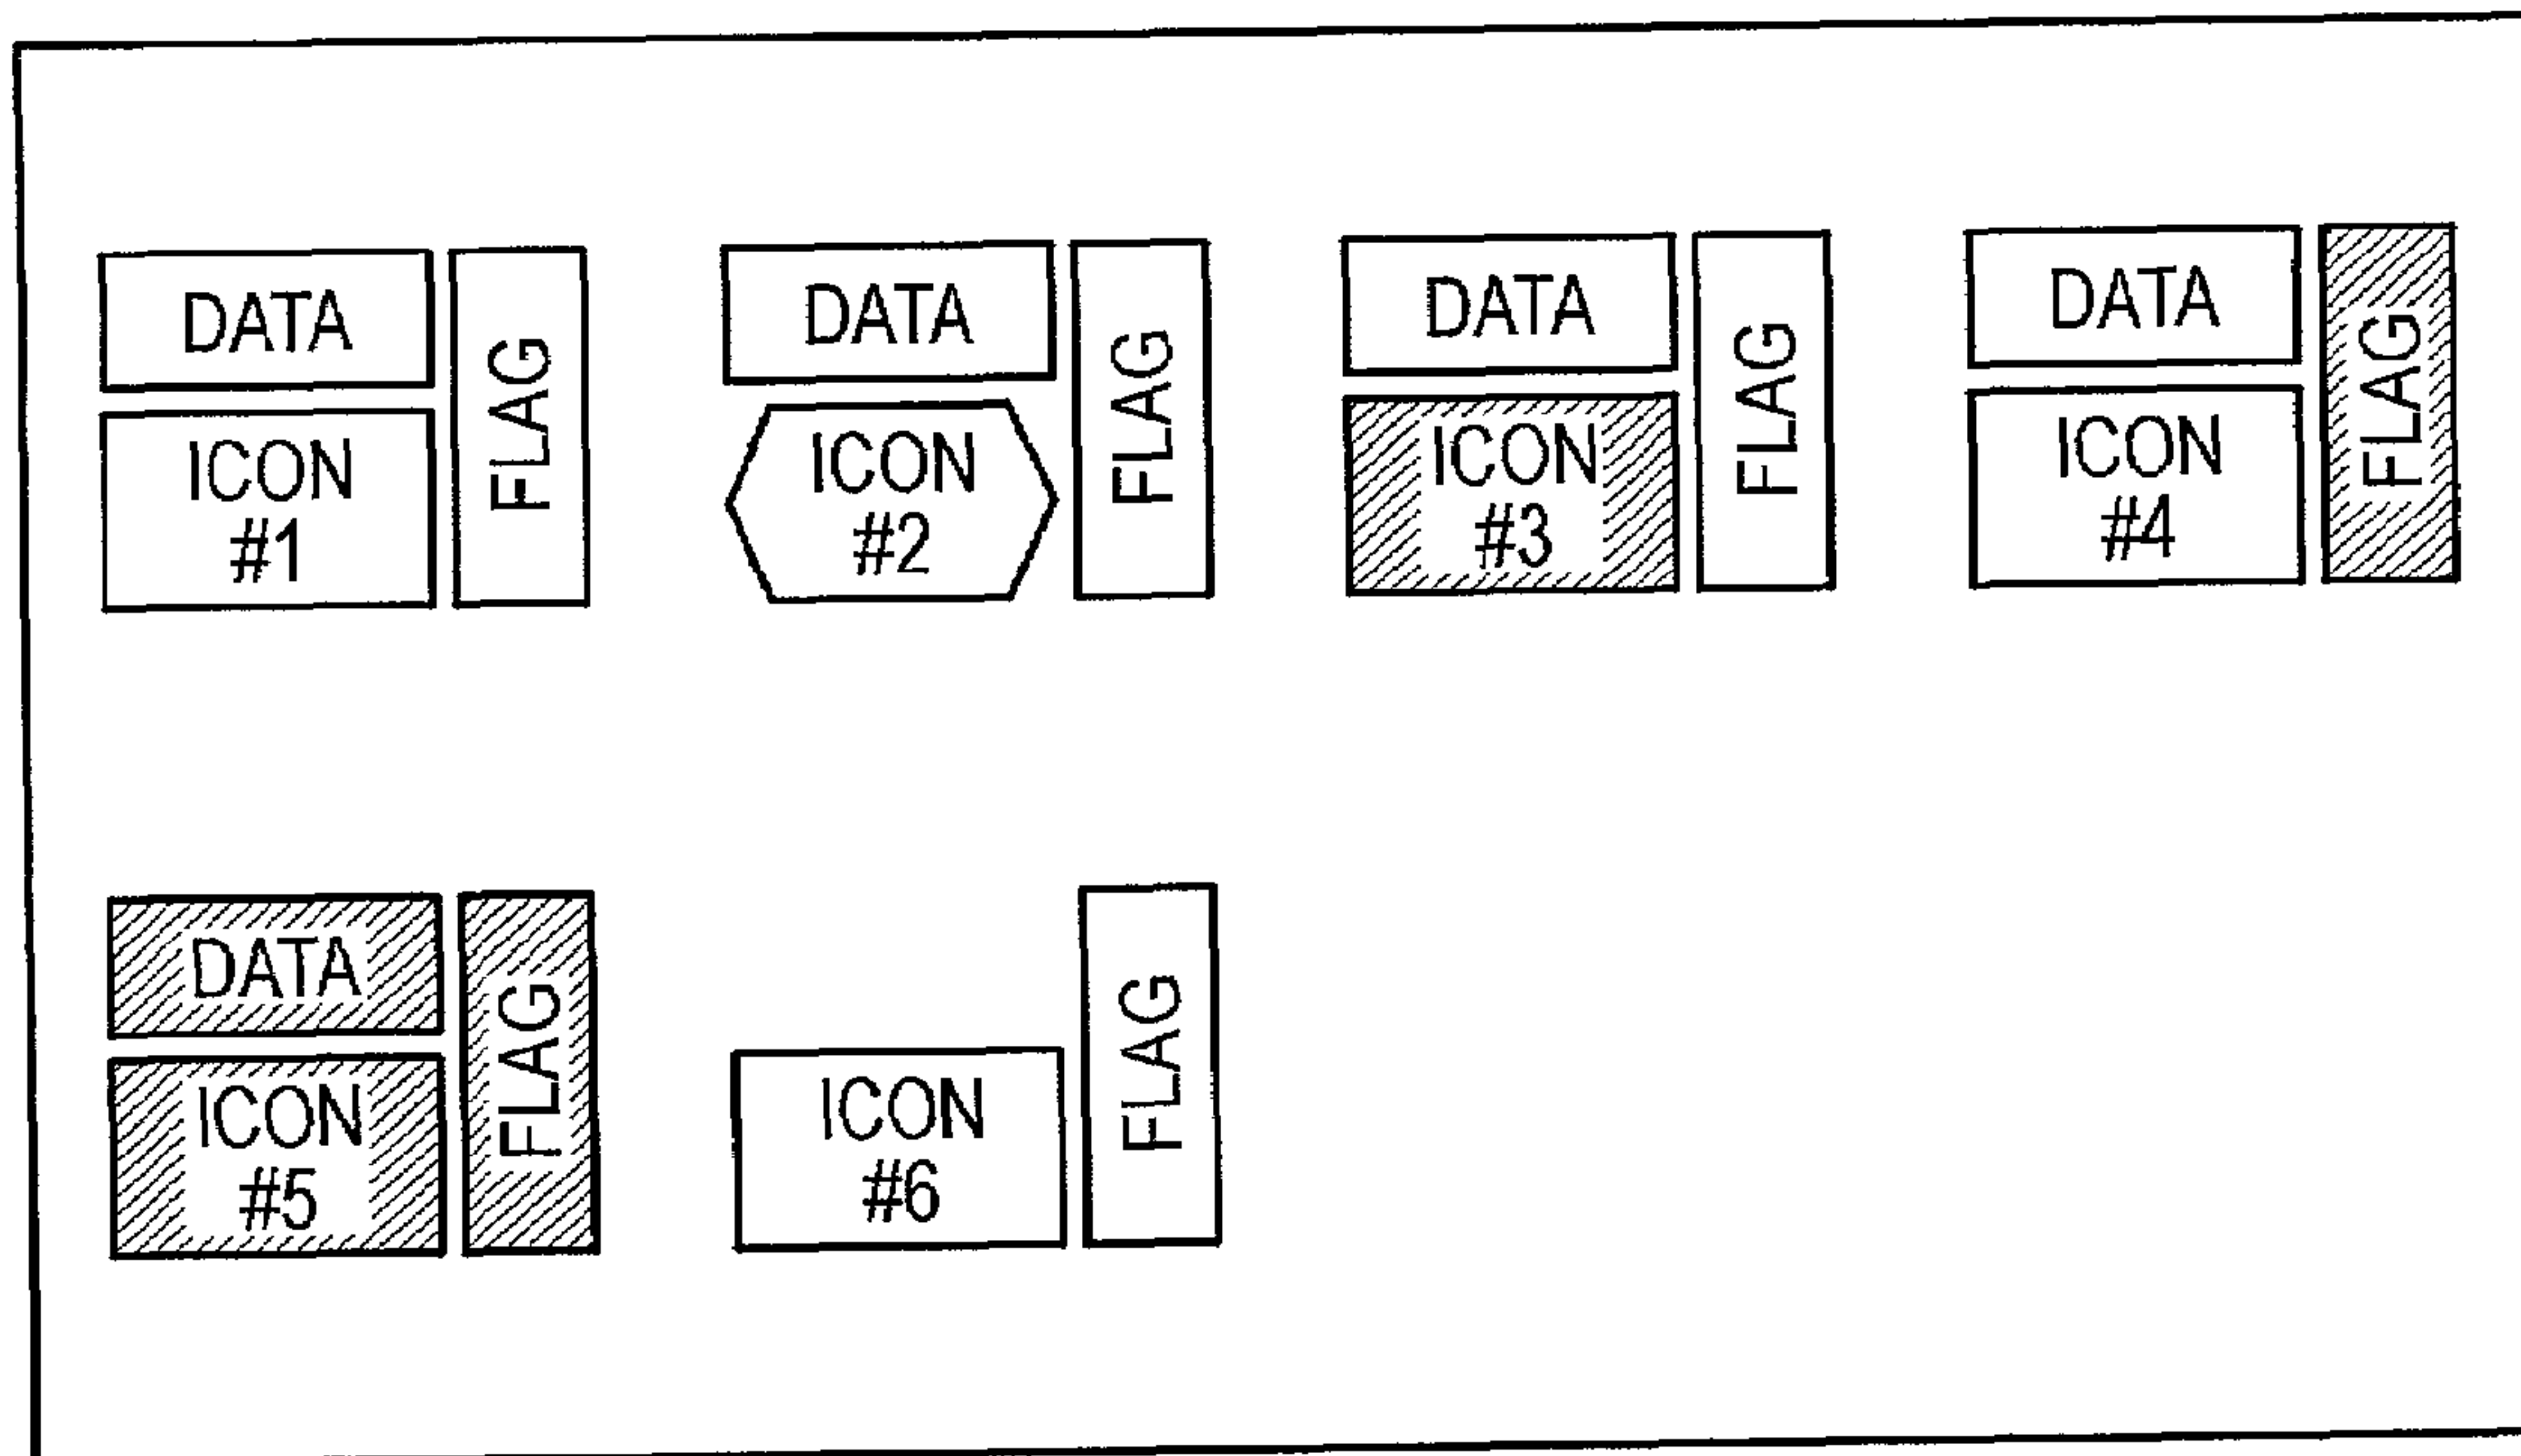 DATA
ICON
#1
FLAG
DATA
ICON
#2
FLAG
DATA
ICON
#3
FLAG
DATA
ICON
#4
FLAG
DATA
ICON
#5
FLAG
ICON
#6
FLAG